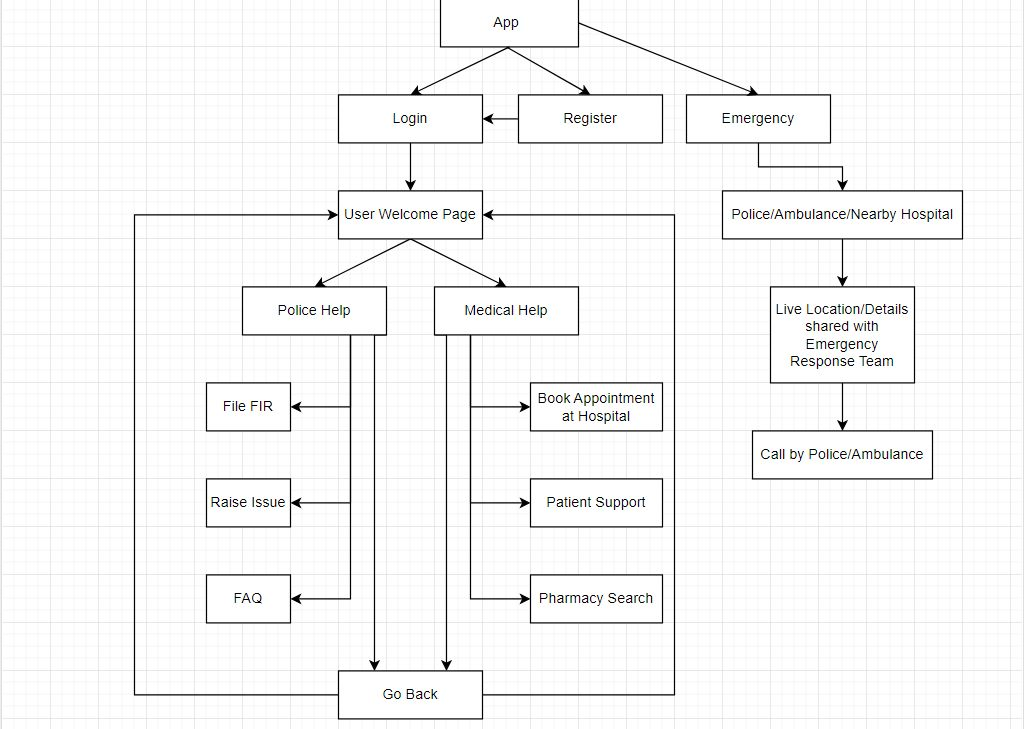 App
Login
Register
Emergency
User Welcome Page
Police/Ambulance/Nearby Hospital
Police Help
Medical Help
Live Location/Details
shared with
Emergency
Response Team
File FIR
Book Appointment
at Hospital
Call by Police/Ambulance
Raise Issue
Patient Support
FAQ
Pharmacy Search
Go Back